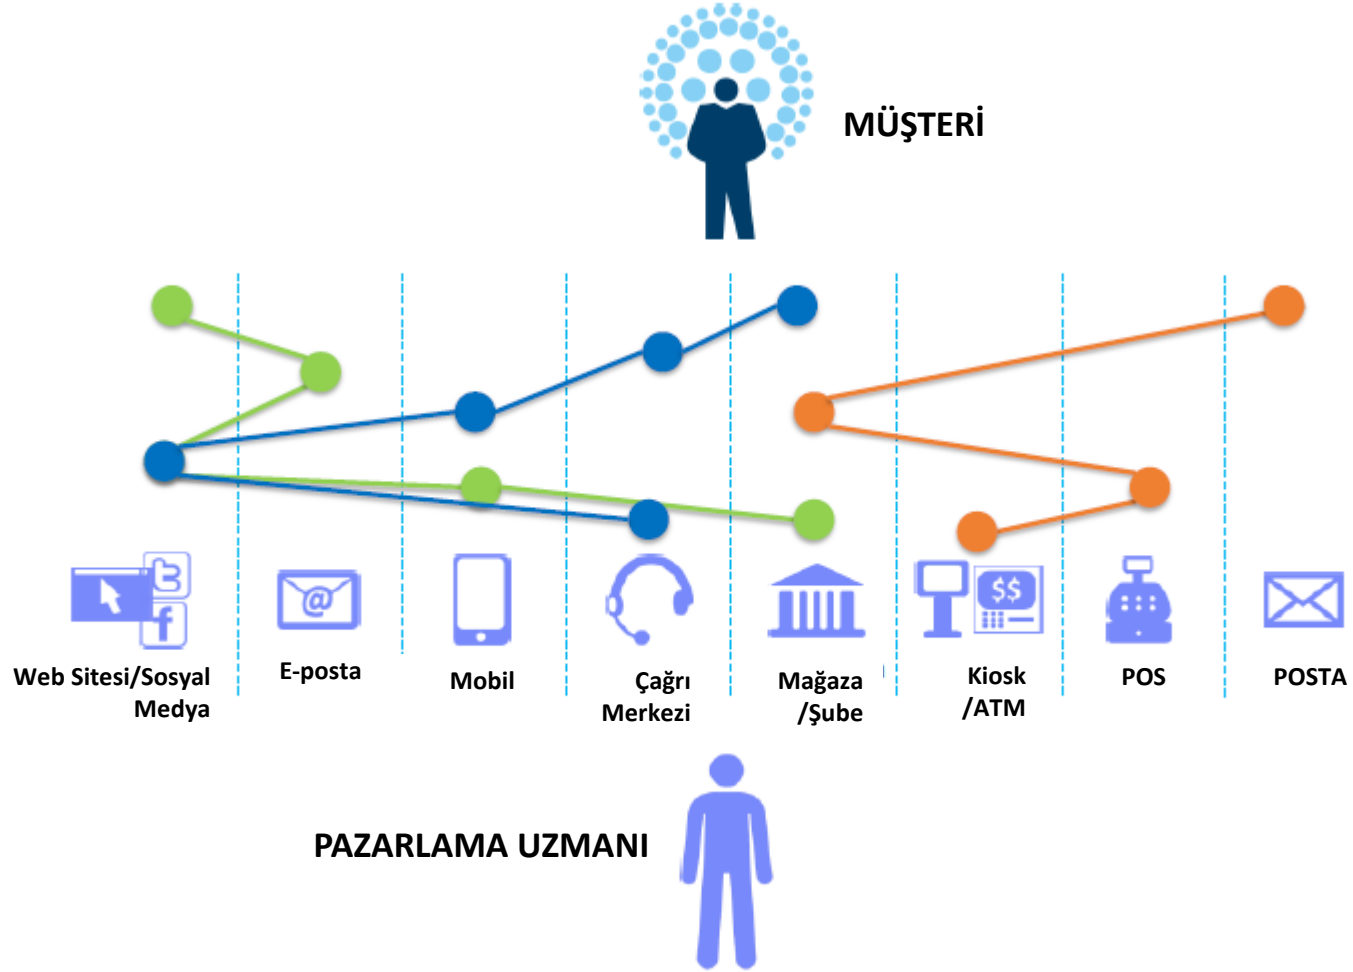 MÜŞTERİ
t
f
@
$$
Web Sitesi/Sosyal
Medya
E-posta
Mobil
Çağrı
Merkezi
Mağaza
/Şube
Kiosk
/ATM
POS
POSTA
PAZARLAMA UZMANI